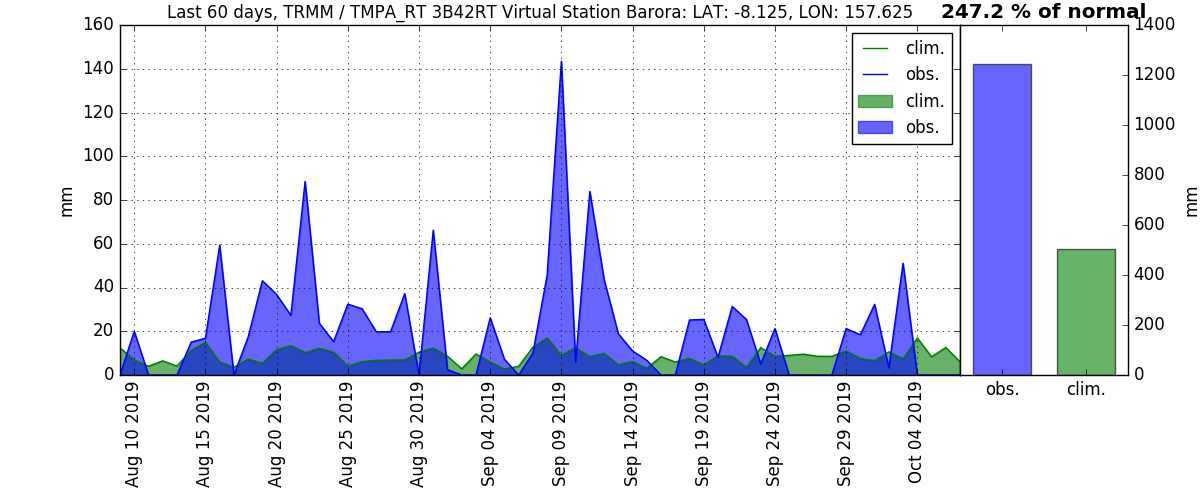 Last 60 days, TRMM / TMPA_RT 3B42RT Virtual Station Barora: LAT: -8.125, LON: 157.625
247.2 % of normal
160
140
120
100
80
60
40
20
0
mm
clim.
obs.
clim.
obs.
1400
1200
1000
800
600
400
200
0
mm
Aug 10 2019
Aug 15 2019
Aug 20 2019
Aug 25 2019
Aug 30 2019
Sep 04 2019
Sep 09 2019
Sep 14 2019
Sep 19 2019
Sep 24 2019
Sep 29 2019
Oct 04 2019
obs.
clim.